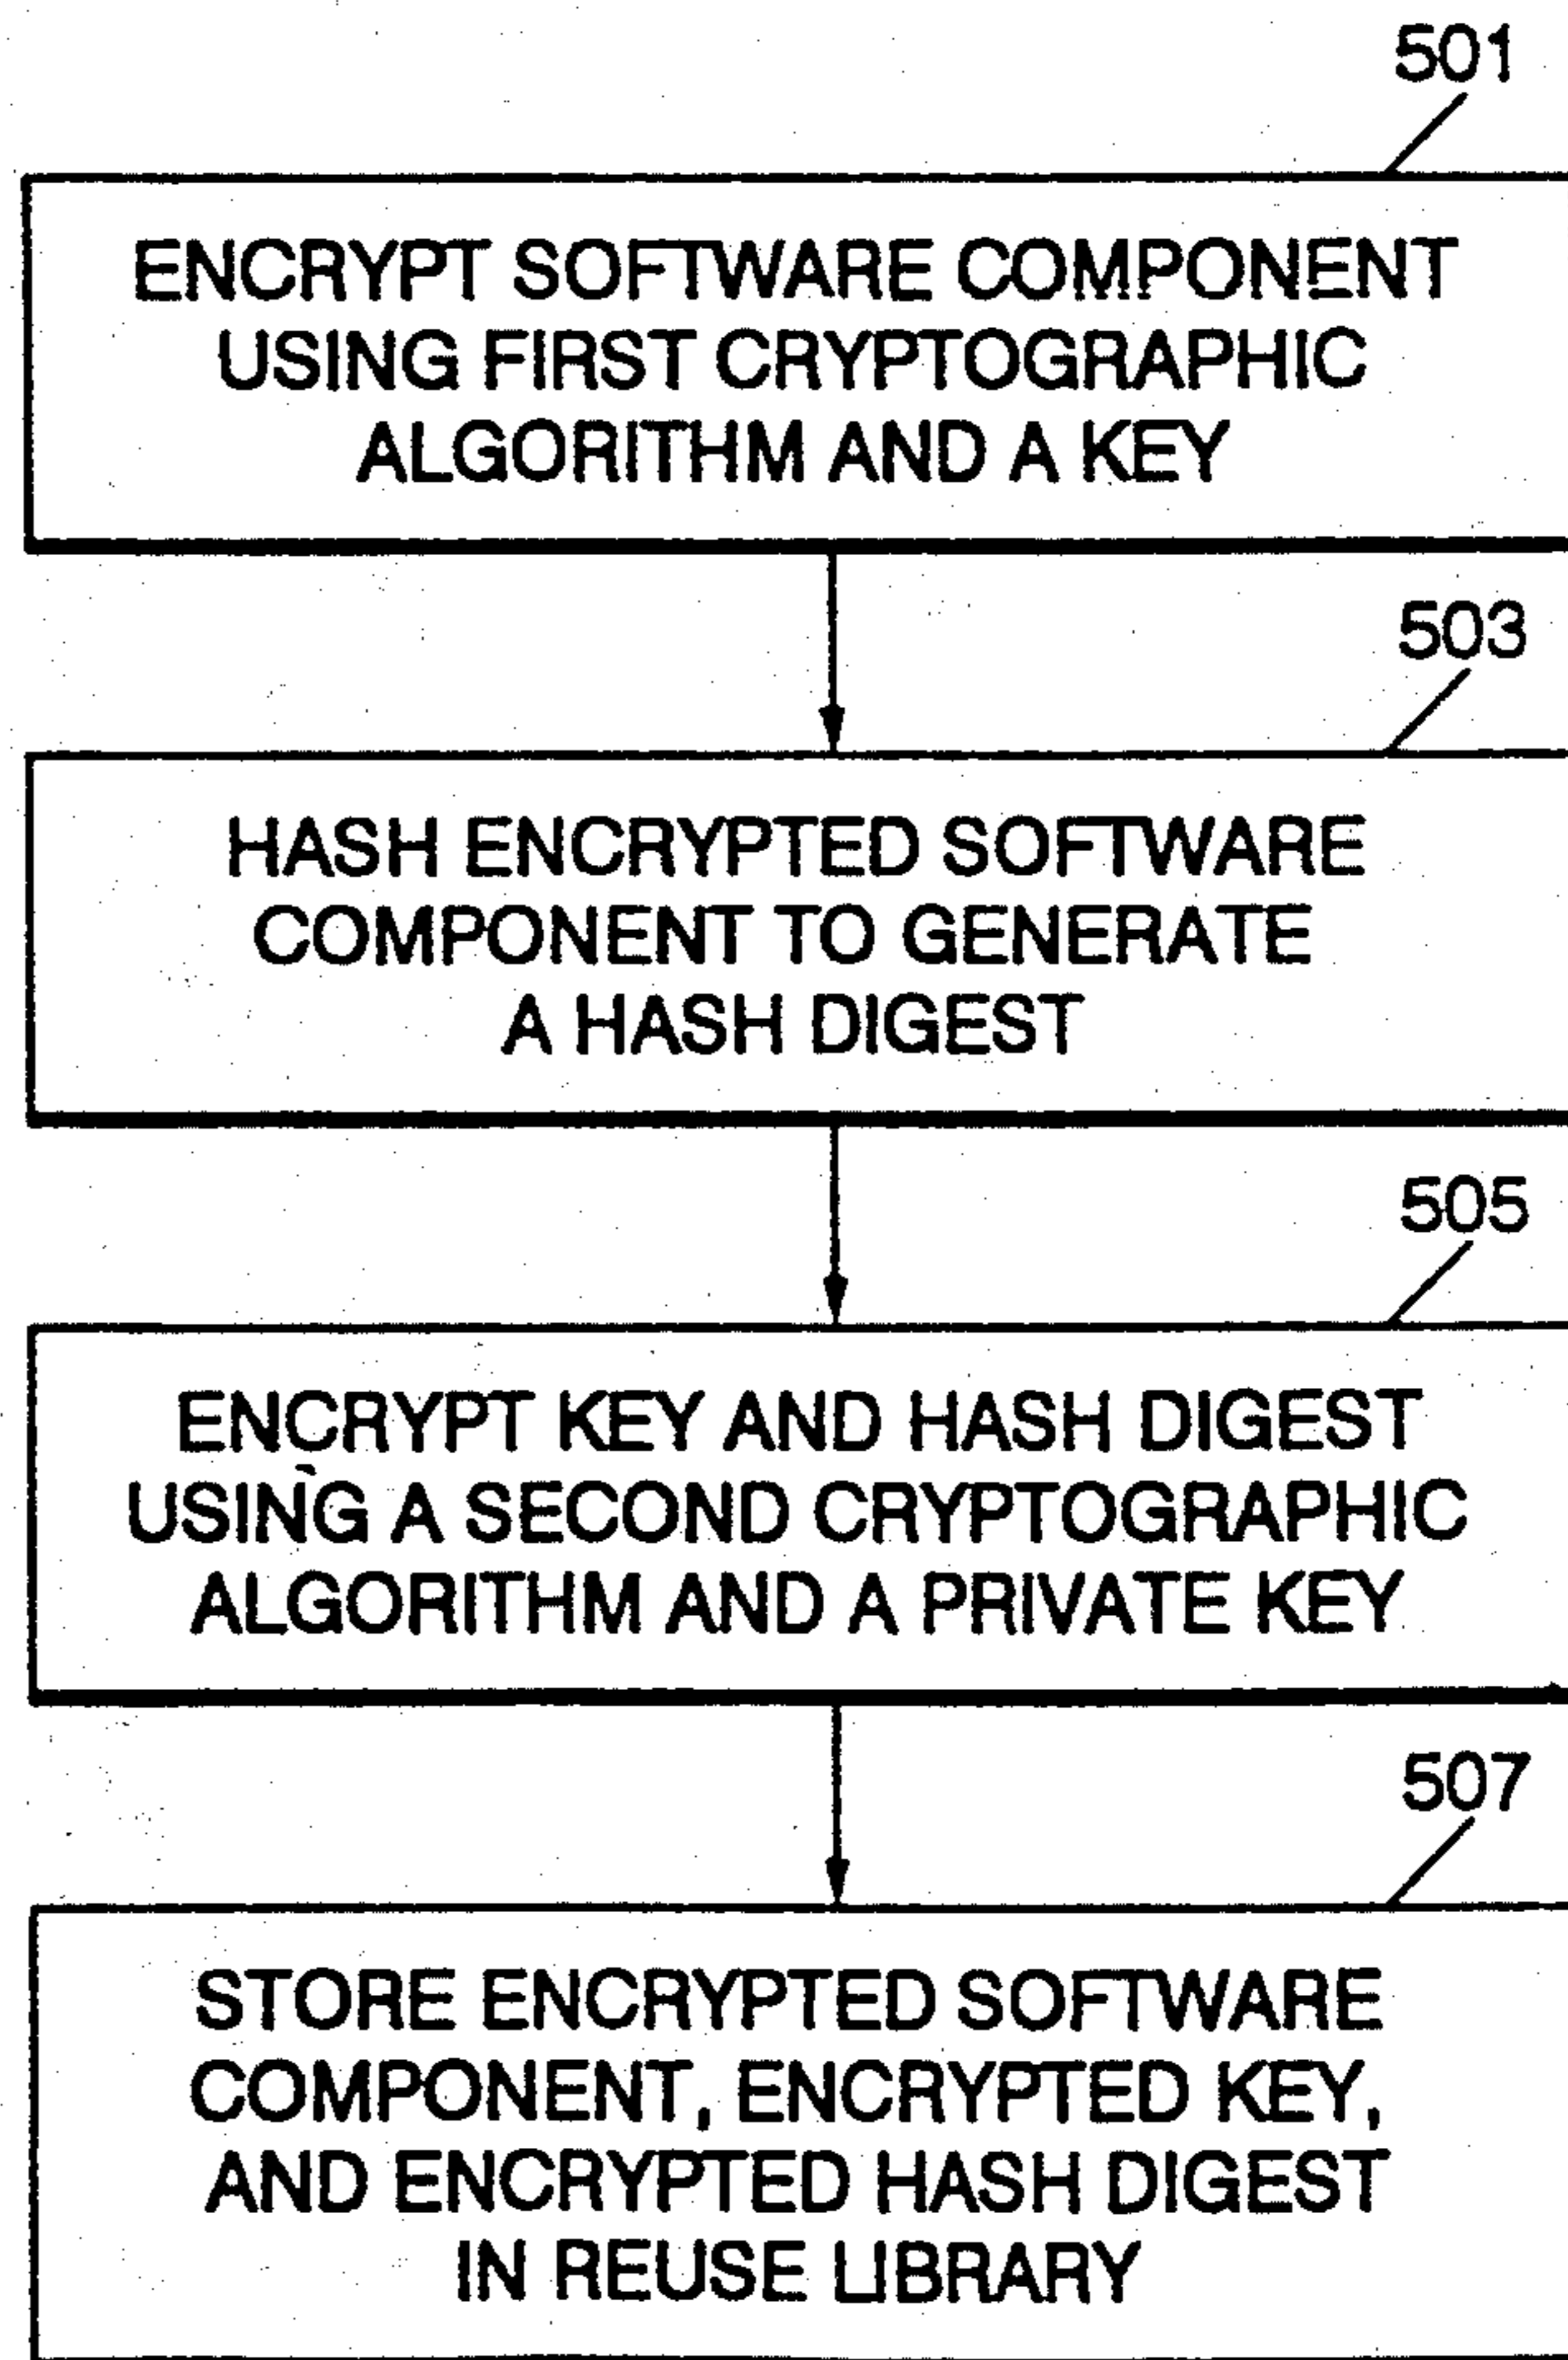 501
ENCRYPT SOFTWARE COMPONENT
USING FIRST CRYPTOGRAPHIC
ALGORITHM AND A KEY
503
HASH ENCRYPTED SOFTWARE
COMPONENT TO GENERATE
A HASH DIGEST
505
ENCRYPT KEY AND HASH DIGEST
USING A SECOND CRYPTOGRAPHIC
ALGORITHM AND A PRIVATE KEY
507
STORE ENCRYPTED SOFTWARE
COMPONENT, ENCRYPTED KEY,
AND ENCRYPTED HASH DIGEST
IN REUSE LIBRARY